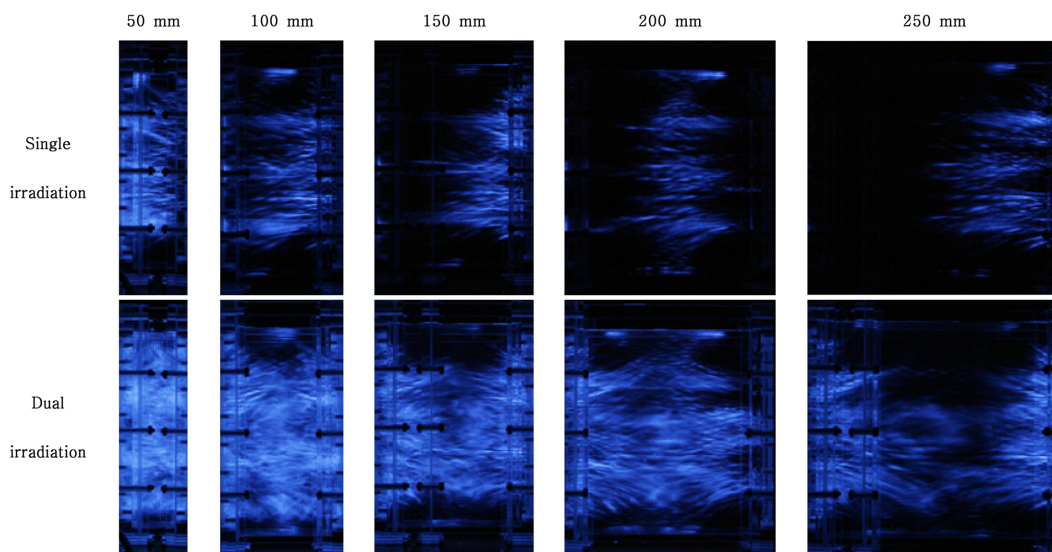 50 mm
100 mm
150 mm
200 mm
250 mm
Single
irradiation
Dual
irradiation